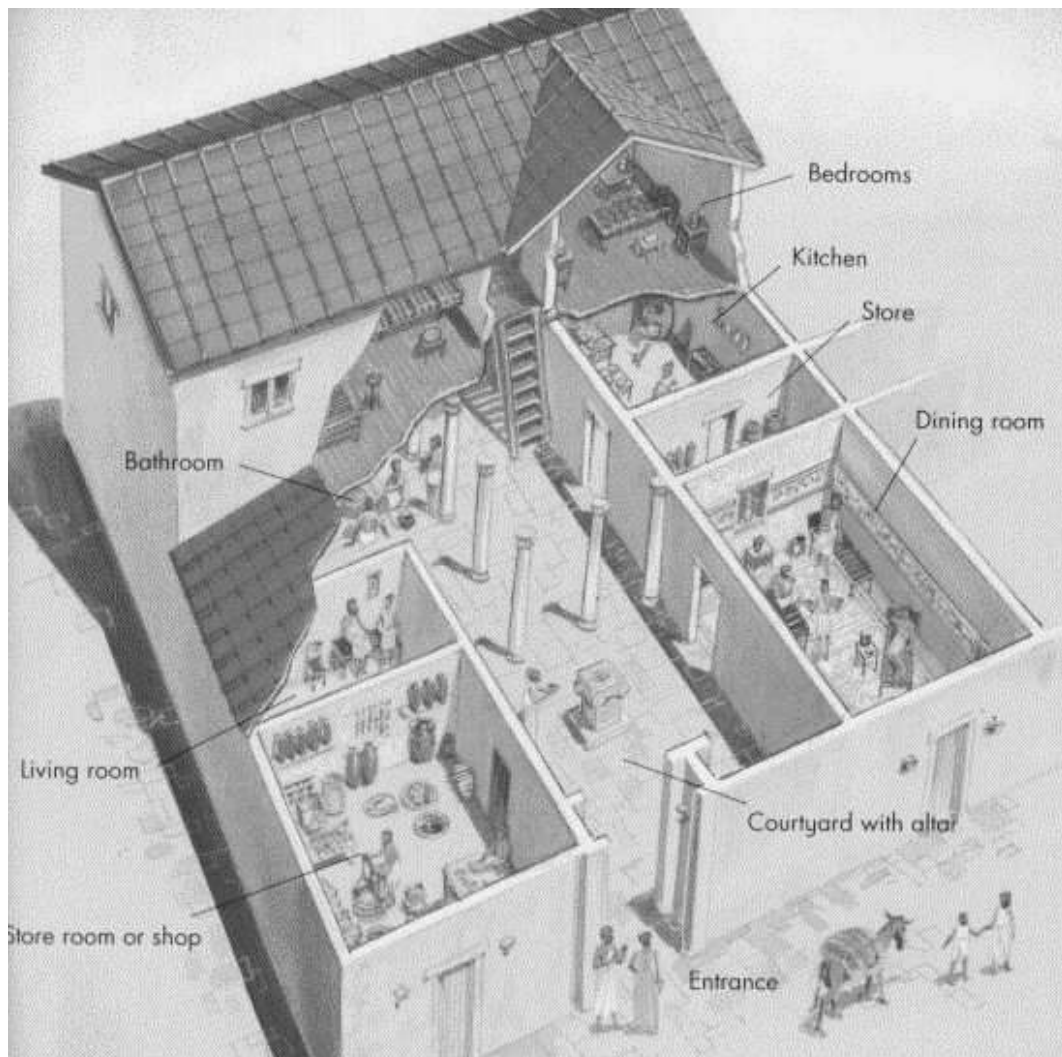 Bedrooms
Kitchen
Store
Dining room
Bathroom
Living room
Courtyard with altar
Store room or shop
Entrance